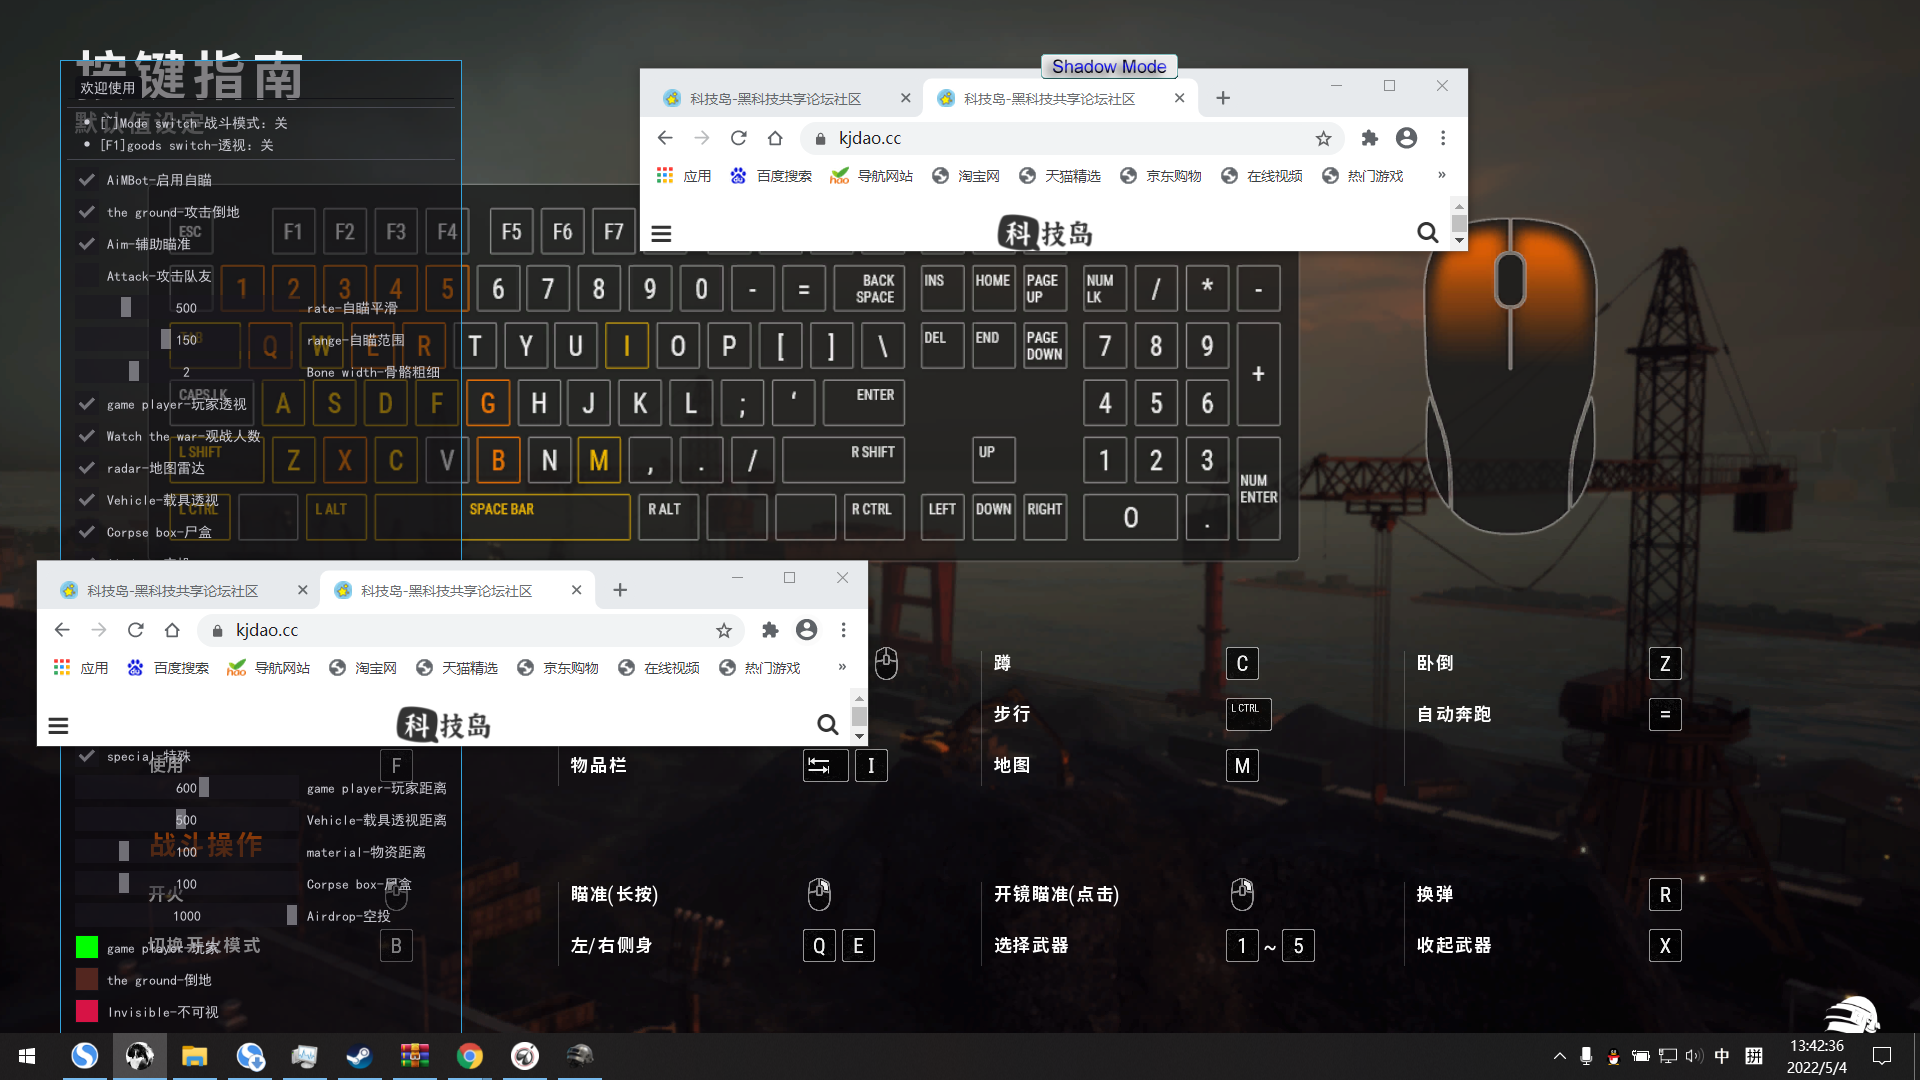 按键指南
默认值设定
欢迎使用
[ˇ]Mode switch-战斗模式: 关
[F1]goods switch-透视: 关
AiMBot-启用自瞄
the ground-攻击倒地
Aim-辅助瞄准
Attack-攻击队友
500 rate-自瞄平滑
150 range-自瞄范围
2 Bone width-骨骼粗细
game player-玩家透视
Watch the war-观战人数
radar-地图雷达
Vehicle-载具透视
Corpse box-尸盒
special-特殊
600 game player-玩家距离
500 Vehicle-载具透视距离
100 material-物资距离
100 Corpse box-尸盒
1000 Airdrop-空投
game player-玩家
the ground-倒地
Invisible-不可视
Shadow Mode
科技岛-黑科技共享论坛社区
科技岛-黑科技共享论坛社区
kjdao.cc
应用 百度搜索 hao 导航网站 淘宝网 天猫精选 京东购物 在线视频 热门游戏 »
科技岛
ESC F1 F2 F3 F4 F5 F6 F7
1 2 3 4 5 6 7 8 9 0 - = BACK SPACE INS HOME PAGE UP NUM LK / * -
TAB Q W E R T Y U I O P [ ] \ DEL END PAGE DOWN 7 8 9 +
CAPS LK A S D F G H J K L ; ‘ ENTER 4 5 6
L SHIFT Z X C V B N M , . / R SHIFT UP 1 2 3 NUM ENTER
L CTRL L ALT SPACE BAR R ALT R CTRL LEFT DOWN RIGHT 0 .
科技岛-黑科技共享论坛社区
科技岛-黑科技共享论坛社区
kjdao.cc
应用 百度搜索 hao 导航网站 淘宝网 天猫精选 京东购物 在线视频 热门游戏 »
科技岛
蹲 C 卧倒 Z
步行 L CTRL 自动奔跑 =
使用 F 物品栏 I 地图 M
战斗操作
开火 瞄准(长按) 开镜瞄准(点击) 换弹 R
切换开火模式 B 左/右侧身 Q E 选择武器 1 ~ 5 收起武器 X
中 拼
13:42:36
2022/5/4